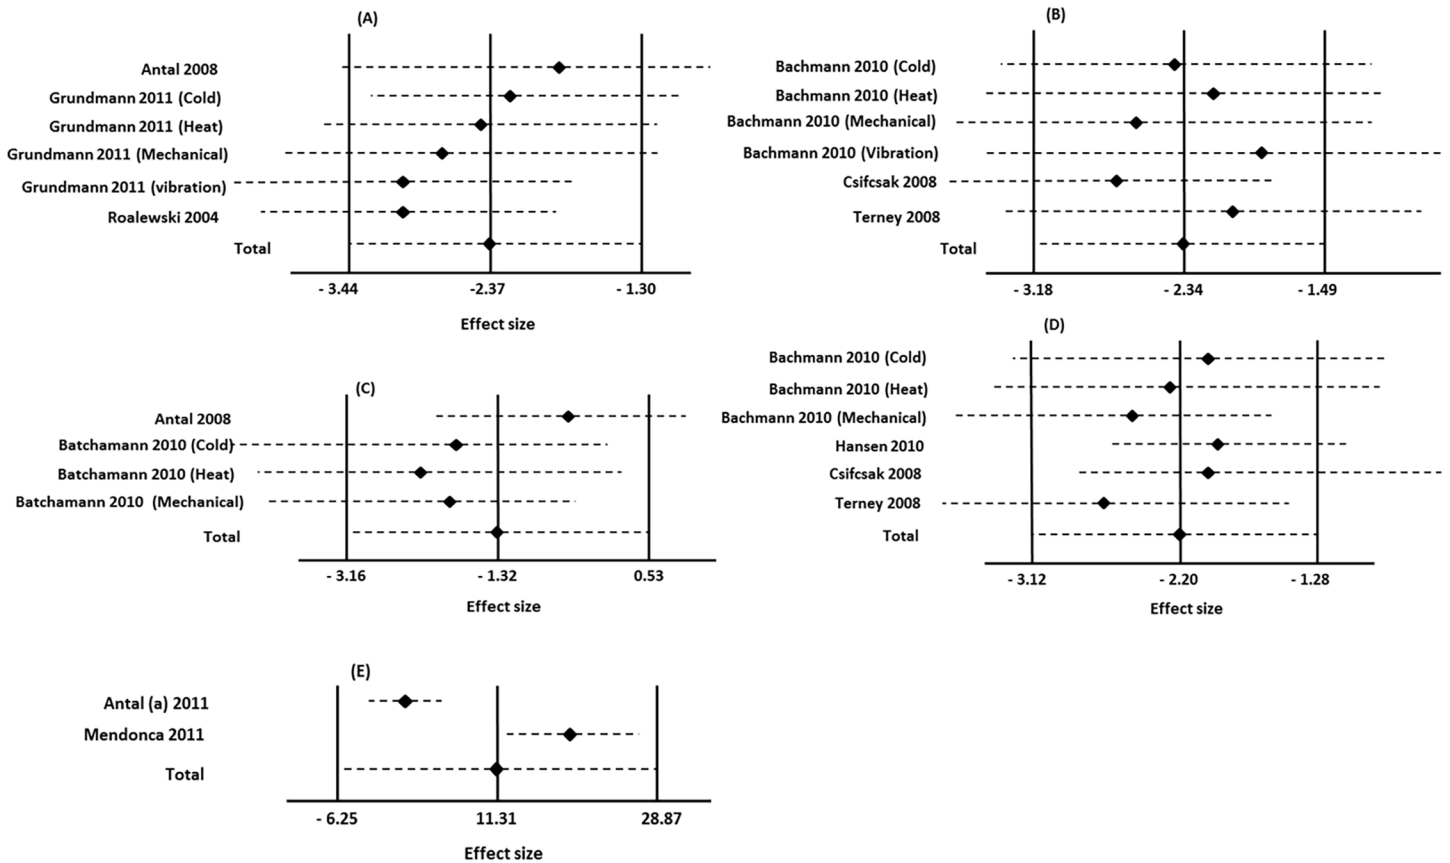 (A)
Antal 2008
Grundmann 2011 (Cold)
Grundmann 2011 (Heat)
Grundmann 2011 (Mechanical)
Grundmann 2011 (vibration)
Roalewski 2004
Total
- 3.44 -2.37 - 1.30
Effect size
(B)
Bachmann 2010 (Cold)
Bachmann 2010 (Heat)
Bachmann 2010 (Mechanical)
Bachmann 2010 (Vibration)
Csifcsak 2008
Terney 2008
Total
- 3.18 - 2.34 - 1.49
Effect size
(C)
Antal 2008
Batchamann 2010 (Cold)
Batchamann 2010 (Heat)
Batchamann 2010 (Mechanical)
Total
- 3.16 - 1.32 0.53
Effect size
(D)
Bachmann 2010 (Cold)
Bachmann 2010 (Heat)
Bachmann 2010 (Mechanical)
Hansen 2010
Csifcsak 2008
Terney 2008
Total
- 3.12 - 2.20 - 1.28
Effect size
(E)
Antal (a) 2011
Mendonca 2011
Total
- 6.25 11.31 28.87
Effect size